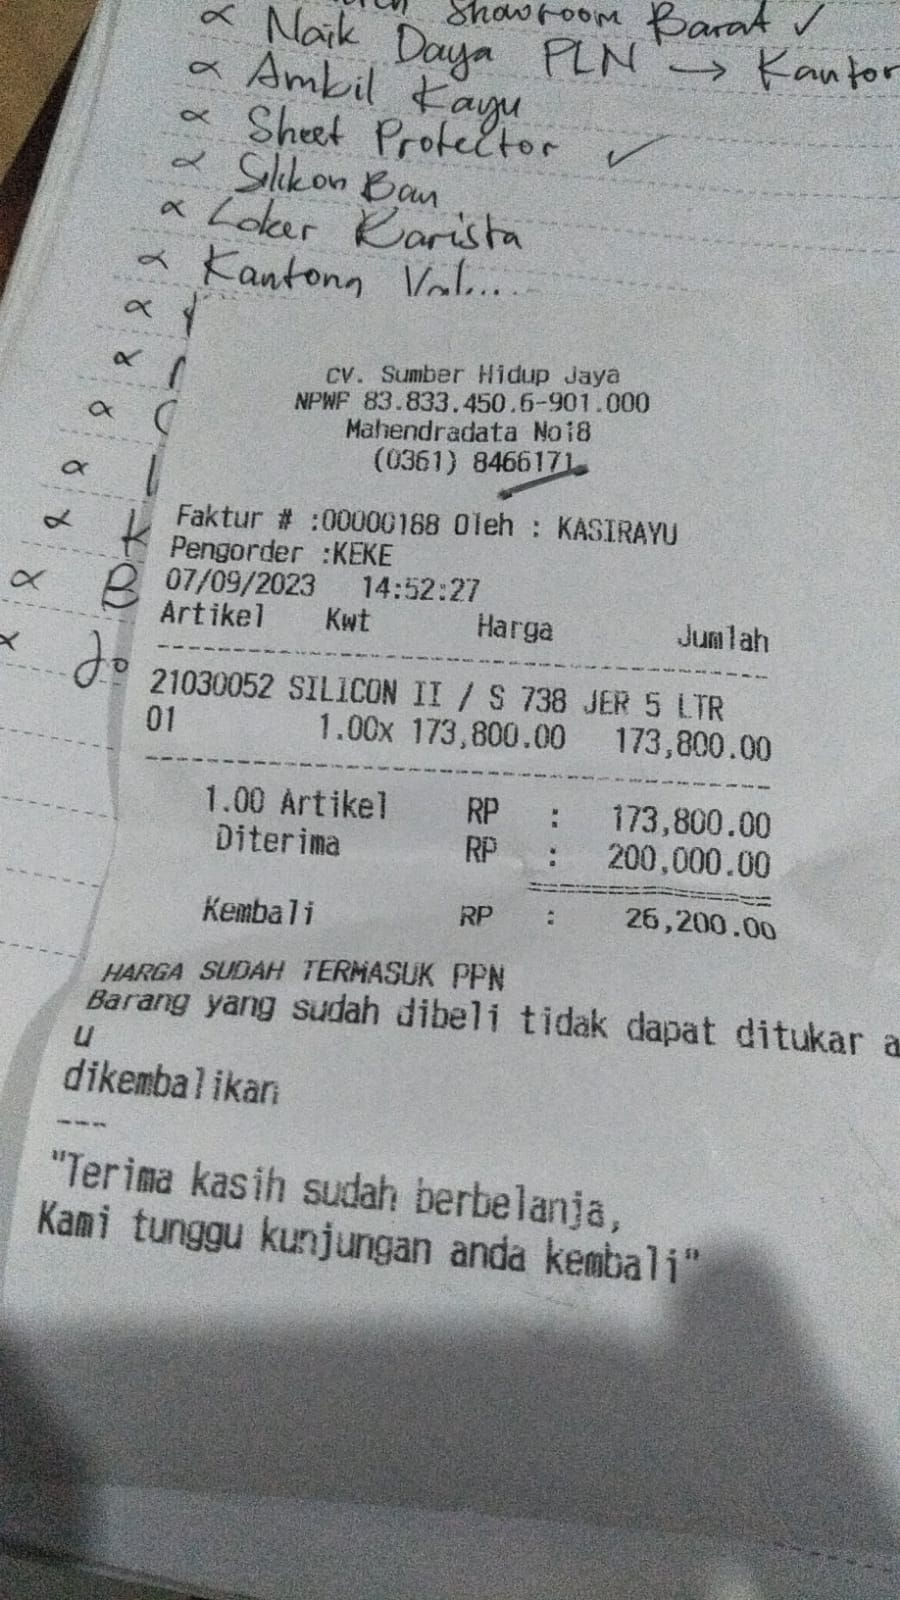 Showroom Barat ✓
∝ Naik Daya PLN → Kantor
∝ Ambil Kayu
∝ Sheet Protector ✓
∝ Silikon Ban
∝ Loker Barista
∝ Kantong
∝
∝
∝
∝
∝ K
∝ B
∝ Jo
CV. Sumber Hidup Jaya
NPWF 83.833.450.6-901.000
Mahendradata No18
(0361) 8466171
Faktur # :00000188 Oleh : KASIRAYU
Pengorder :KEKE
07/09/2023 14:52:27
Artikel Kwt Harga Jumlah
21030052 SILICON II / S 738 JER 5 LTR
01 1.00x 173,800.00 173,800.00
1.00 Artikel RP : 173,800.00
Diterima RP : 200,000.00
Kembali RP : 26,200.00
HARGA SUDAH TERMASUK PPN
Barang yang sudah dibeli tidak dapat ditukar a
u
dikembalikan
---
"Terima kasih sudah berbelanja,
Kami tunggu kunjungan anda kembali"